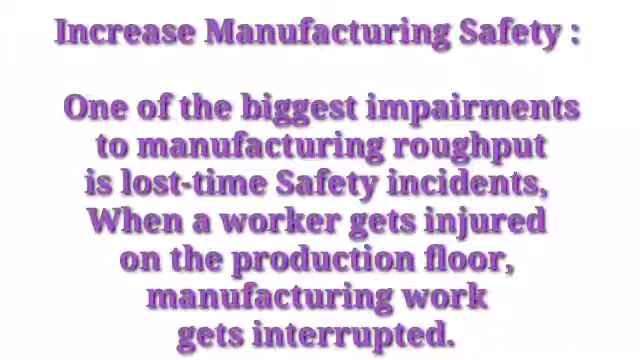 Increase Manufacturing Safety :
One of the biggest impairments
to manufacturing roughput
is lost-time Safety incidents,
When a worker gets injured
on the production floor,
manufacturing work
gets interrupted.